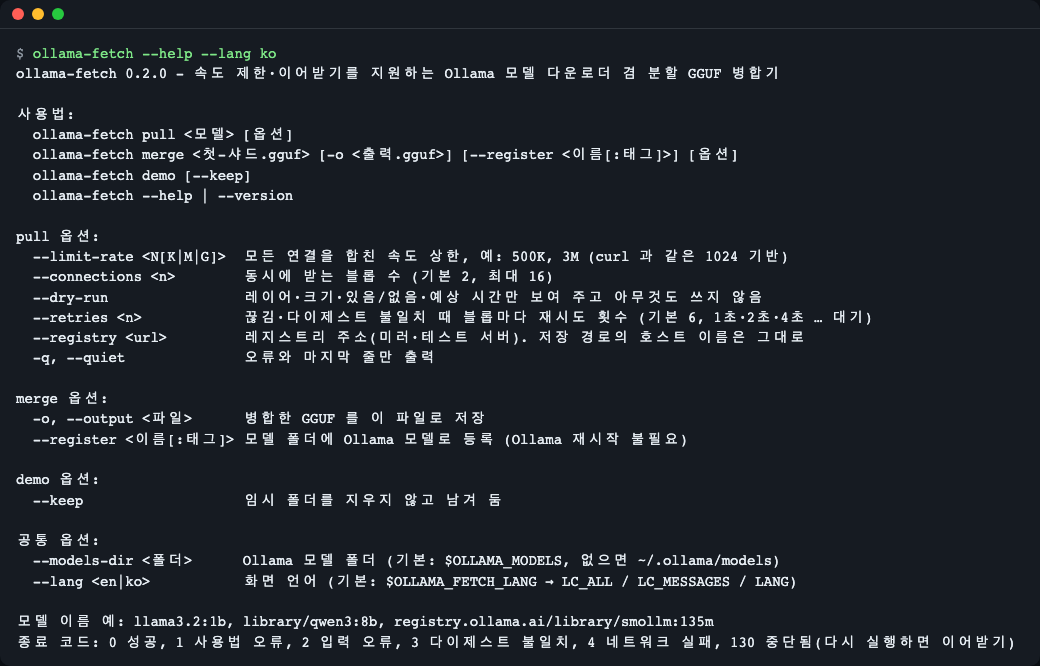 $ ollama-fetch --help --lang ko
ollama-fetch 0.2.0 - 속도 제한·이어받기를 지원하는 Ollama 모델 다운로더 겸 분할 GGUF 병합기
사용법:
ollama-fetch pull <모델> [옵션]
ollama-fetch merge <첫-샤드.gguf> [-o <출력.gguf>] [--register <이름[:태그]>] [옵션]
ollama-fetch demo [--keep]
ollama-fetch --help | --version
pull 옵션:
--limit-rate <N[K|M|G]> 모든 연결을 합친 속도 상한, 예: 500K, 3M (curl 과 같은 1024 기반)
--connections <n> 동시에 받는 블롭 수 (기본 2, 최대 16)
--dry-run 레이어·크기·있음/없음·예상 시간만 보여 주고 아무것도 쓰지 않음
--retries <n> 끊김·다이제스트 불일치 때 블롭마다 재시도 횟수 (기본 6, 1초·2초·4초 … 대기)
--registry <url> 레지스트리 주소(미러·테스트 서버). 저장 경로의 호스트 이름은 그대로
-q, --quiet 오류와 마지막 줄만 출력
merge 옵션:
-o, --output <파일> 병합한 GGUF 를 이 파일로 저장
--register <이름[:태그]> 모델 폴더에 Ollama 모델로 등록 (Ollama 재시작 불필요)
demo 옵션:
--keep 임시 폴더를 지우지 않고 남겨 둠
공통 옵션:
--models-dir <폴더> Ollama 모델 폴더 (기본: $OLLAMA_MODELS, 없으면 ~/.ollama/models)
--lang <en|ko> 화면 언어 (기본: $OLLAMA_FETCH_LANG → LC_ALL / LC_MESSAGES / LANG)
모델 이름 예: llama3.2:1b, library/qwen3:8b, registry.ollama.ai/library/smollm:135m
종료 코드: 0 성공, 1 사용법 오류, 2 입력 오류, 3 다이제스트 불일치, 4 네트워크 실패, 130 중단됨(다시 실행하면 이어받기)